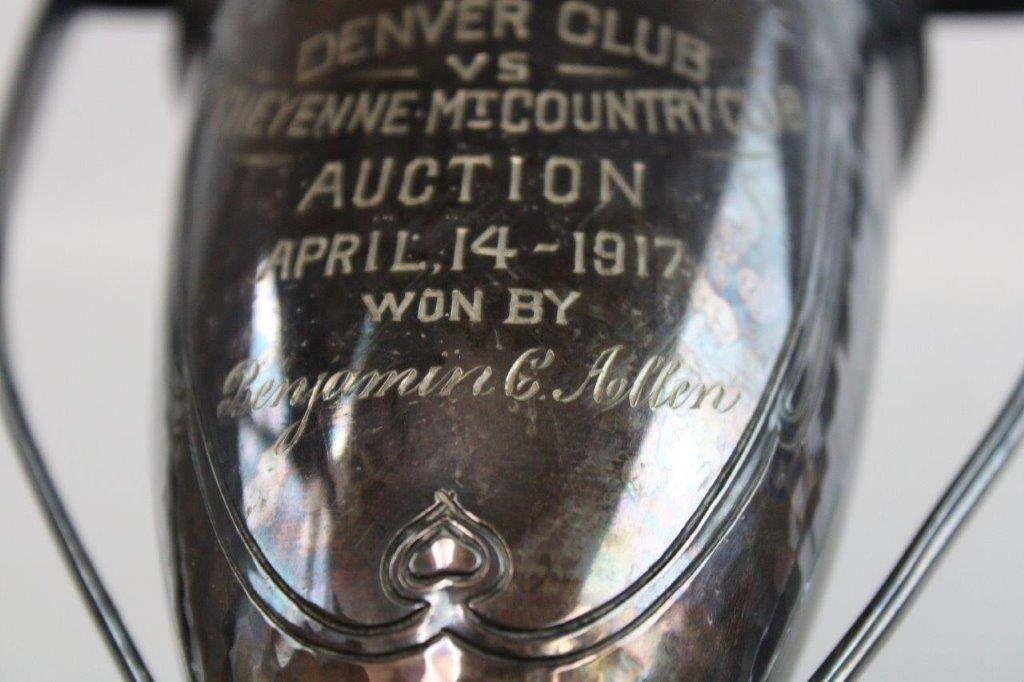 DENVER CLUB
VS
CHEYENNE·MT COUNTRY CLUB
AUCTION
APRIL, 14 - 1917
WON BY
Benjamin C. Allen